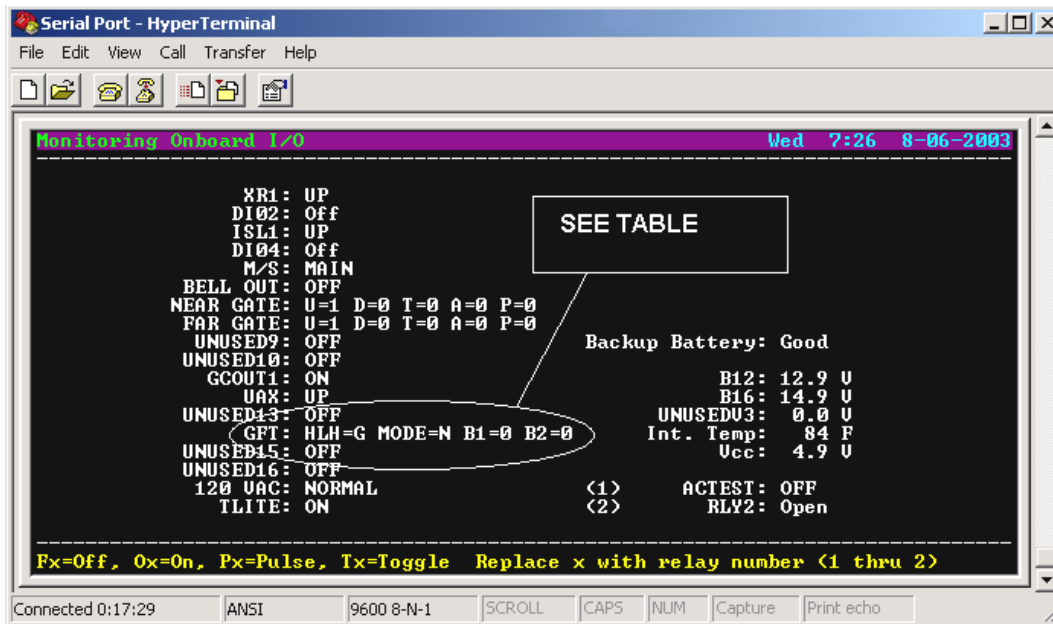 Serial Port - HyperTerminal
File Edit View Call Transfer Help
Monitoring Onboard I/O Wed 7:26 8-06-2003
XR1: UP
DI02: Off
ISL1: UP
DI04: Off
M/S: MAIN
BELL OUT: OFF
NEAR GATE: U=1 D=0 T=0 A=0 P=0
FAR GATE: U=1 D=0 T=0 A=0 P=0
UNUSED9: OFF
UNUSED10: OFF
GCOUT1: ON
UAX: UP
UNUSED13: OFF
GFT: HLH=G MODE=N B1=0 B2=0
UNUSED15: OFF
UNUSED16: OFF
120 VAC: NORMAL
TLITE: ON
SEE TABLE
Backup Battery: Good
B12: 12.9 V
B16: 14.9 V
UNUSEDV3: 0.0 V
Int. Temp: 84 F
Vcc: 4.9 V
(1) ACTEST: OFF
(2) RLY2: Open
Fx=Off, Ox=On, Px=Pulse, Tx=Toggle Replace x with relay number (1 thru 2)
Connected 0:17:29 ANSI 9600 8-N-1 SCROLL CAPS NUM Capture Print echo